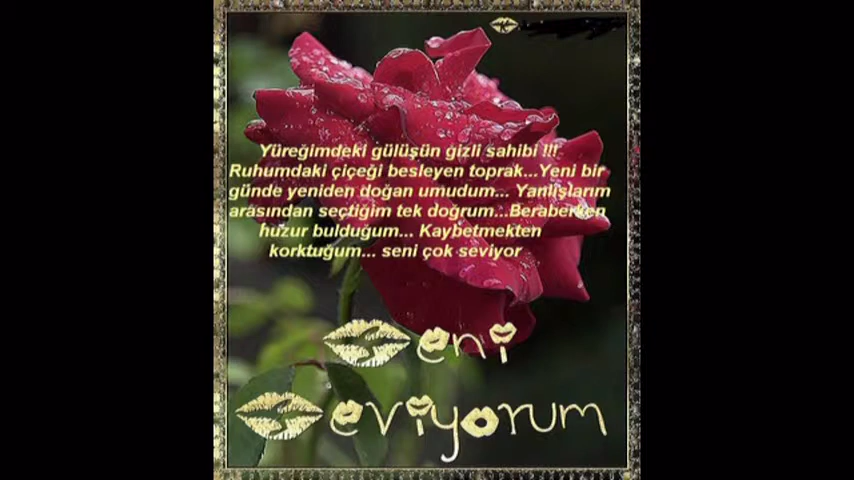 Yüreğimdeki gülüşün gizli sahibi !!!
Ruhumdaki çiçeği besleyen toprak...Yeni bir
günde yeniden doğan umudum... Yanlışlarım
arasından seçtiğim tek doğrum...Beraberken
huzur bulduğum... Kaybetmekten
korktuğum... seni çok seviyor
Seni
Seviyorum